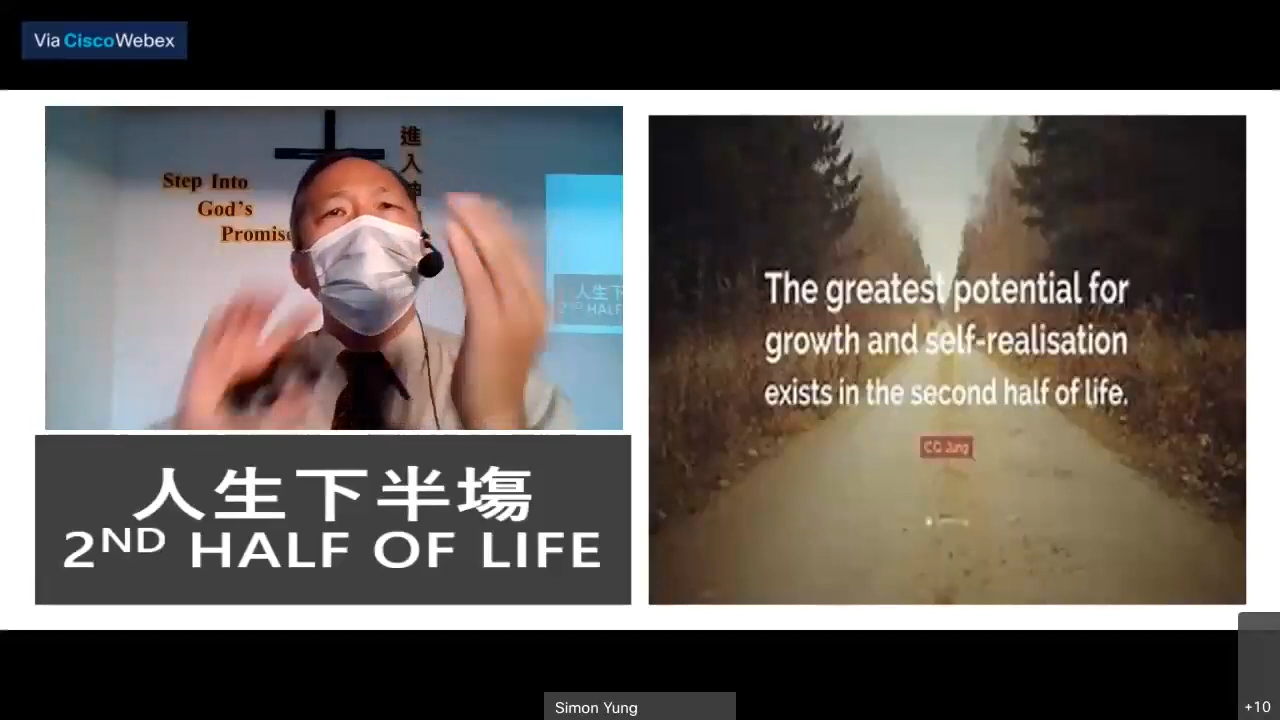 Via CiscoWebex
Step Into
God's
進
入
人生下
2ND HALF
人生下半塲
2ND HALF OF LIFE
The greatest potential for
growth and self-realisation
exists in the second half of life.
CG Jung
Simon Yung
+10